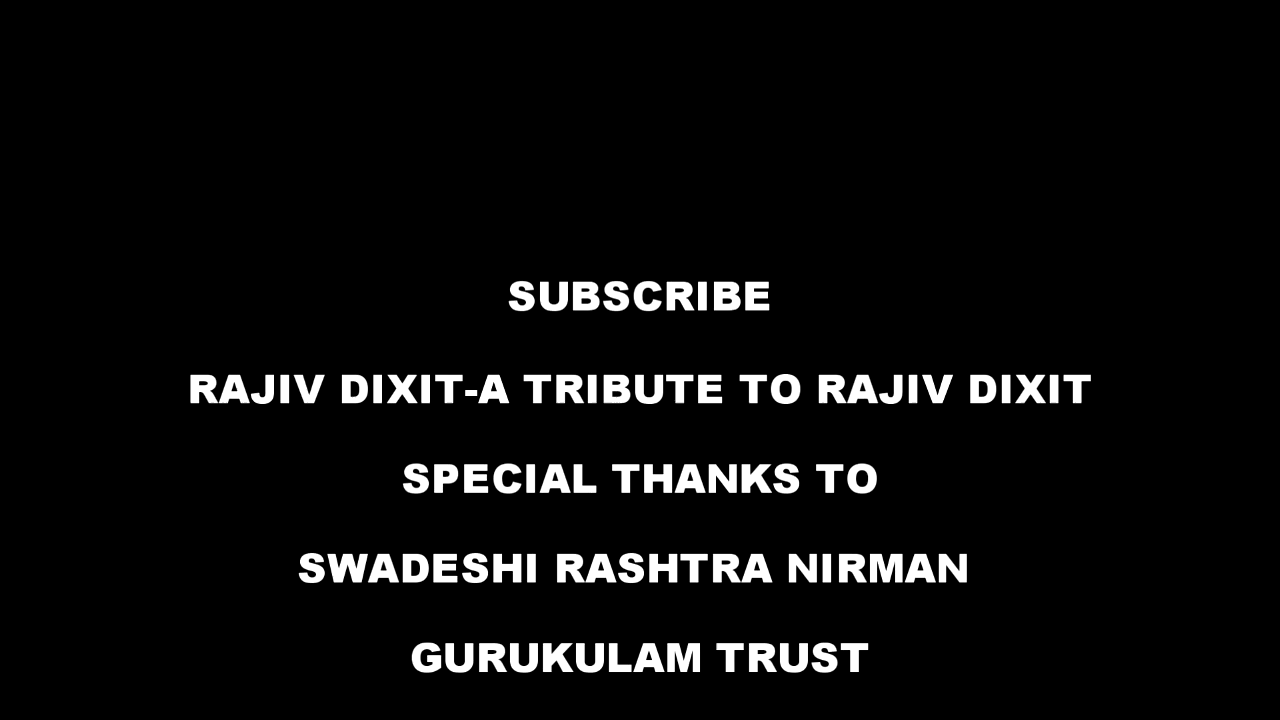 SUBSCRIBE
RAJIV DIXIT-A TRIBUTE TO RAJIV DIXIT
SPECIAL THANKS TO
SWADESHI RASHTRA NIRMAN
GURUKULAM TRUST